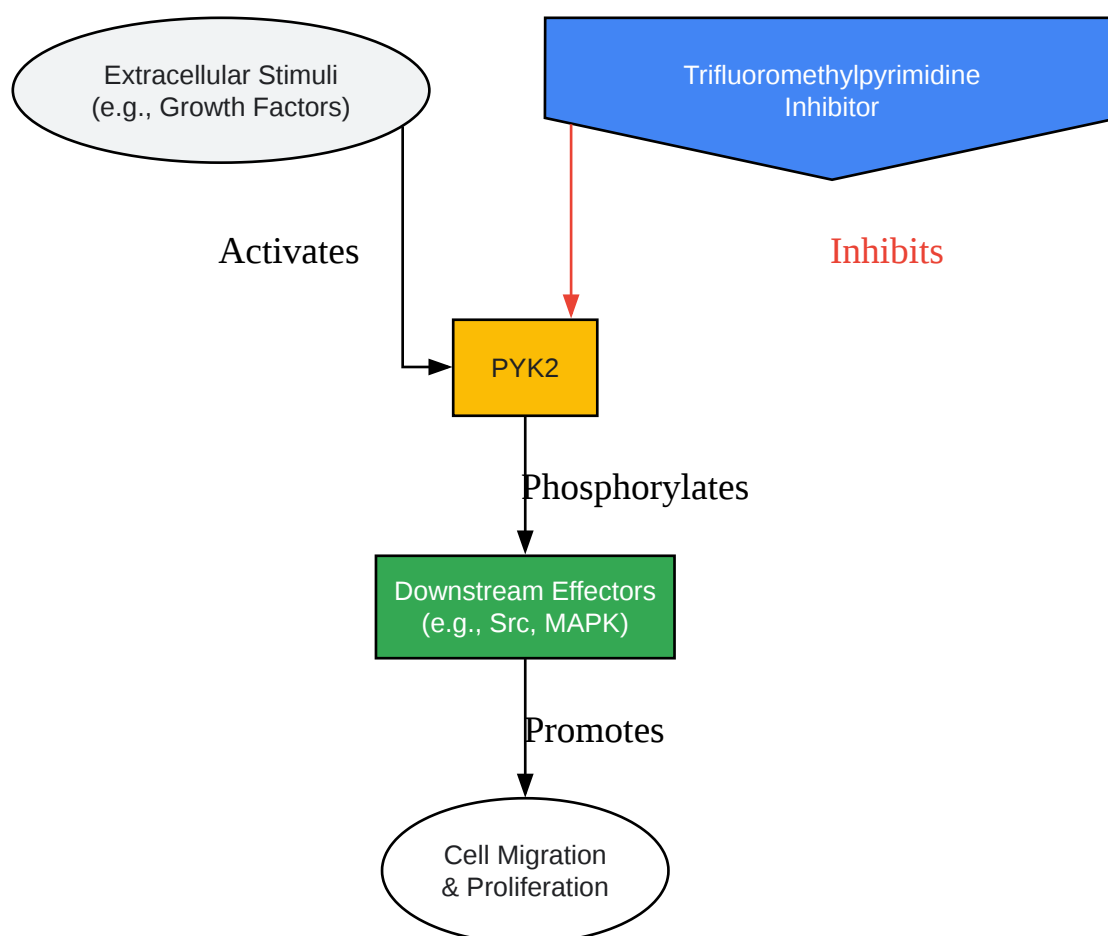 Extracellular Stimuli
(e.g., Growth Factors)
Trifluoromethylpyrimidine
Inhibitor
Activates
Inhibits
PYK2
Phosphorylates
Downstream Effectors
(e.g., Src, MAPK)
Promotes
Cell Migration
& Proliferation